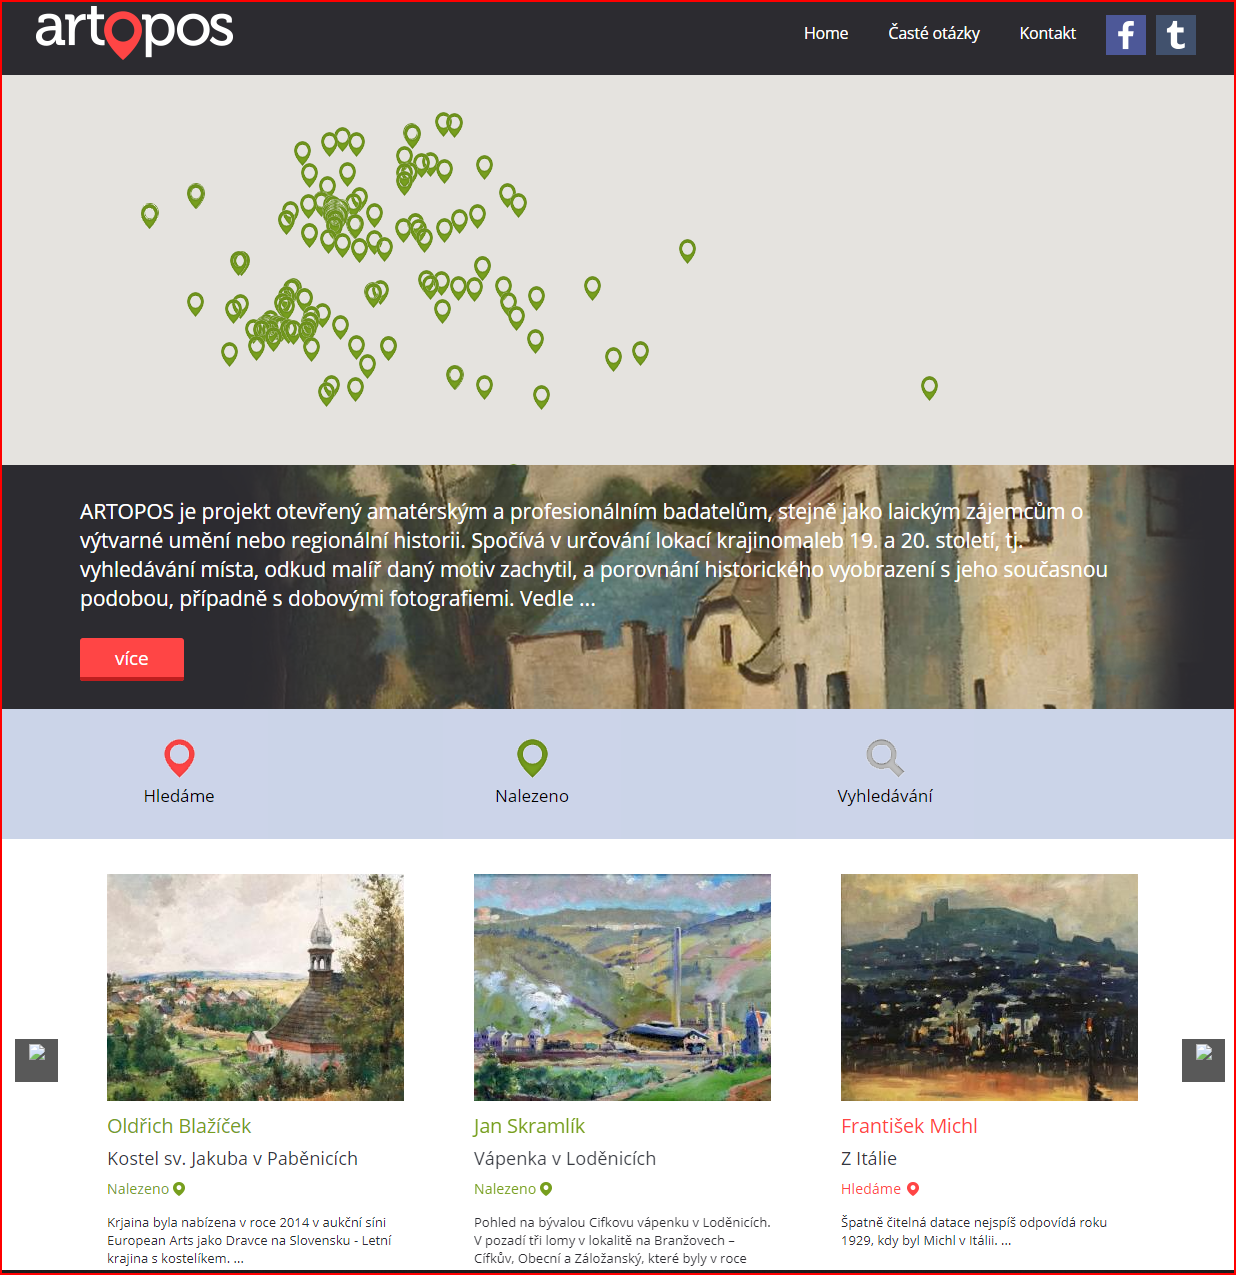 artopos
Home Časté otázky Kontakt f t
ARTOPOS je projekt otevřený amatérským a profesionálním badatelům, stejně jako laickým zájemcům o
výtvarné umění nebo regionální historii. Spočívá v určování lokací krajinomaleb 19. a 20. století, tj.
vyhledávání místa, odkud malíř daný motiv zachytil, a porovnání historického vyobrazení s jeho současnou
podobou, případně s dobovými fotografiemi. Vedle ...
více
Hledáme Nalezeno Vyhledávání
Oldřich Blažíček
Kostel sv. Jakuba v Paběnicích
Nalezeno
Krjaina byla nabízena v roce 2014 v aukční síni
European Arts jako Dravce na Slovensku - Letní
krajina s kostelíkem. ...
Jan Skramlík
Vápenka v Loděnicích
Nalezeno
Pohled na bývalou Cifkovu vápenku v Loděnicích.
V pozadí tři lomy v lokalitě na Branžovech –
Cífkův, Obecní a Záložanský, které byly v roce
František Michl
Z Itálie
Hledáme
Špatně čitelná datace nejspíš odpovídá roku
1929, kdy byl Michl v Itálii. ...